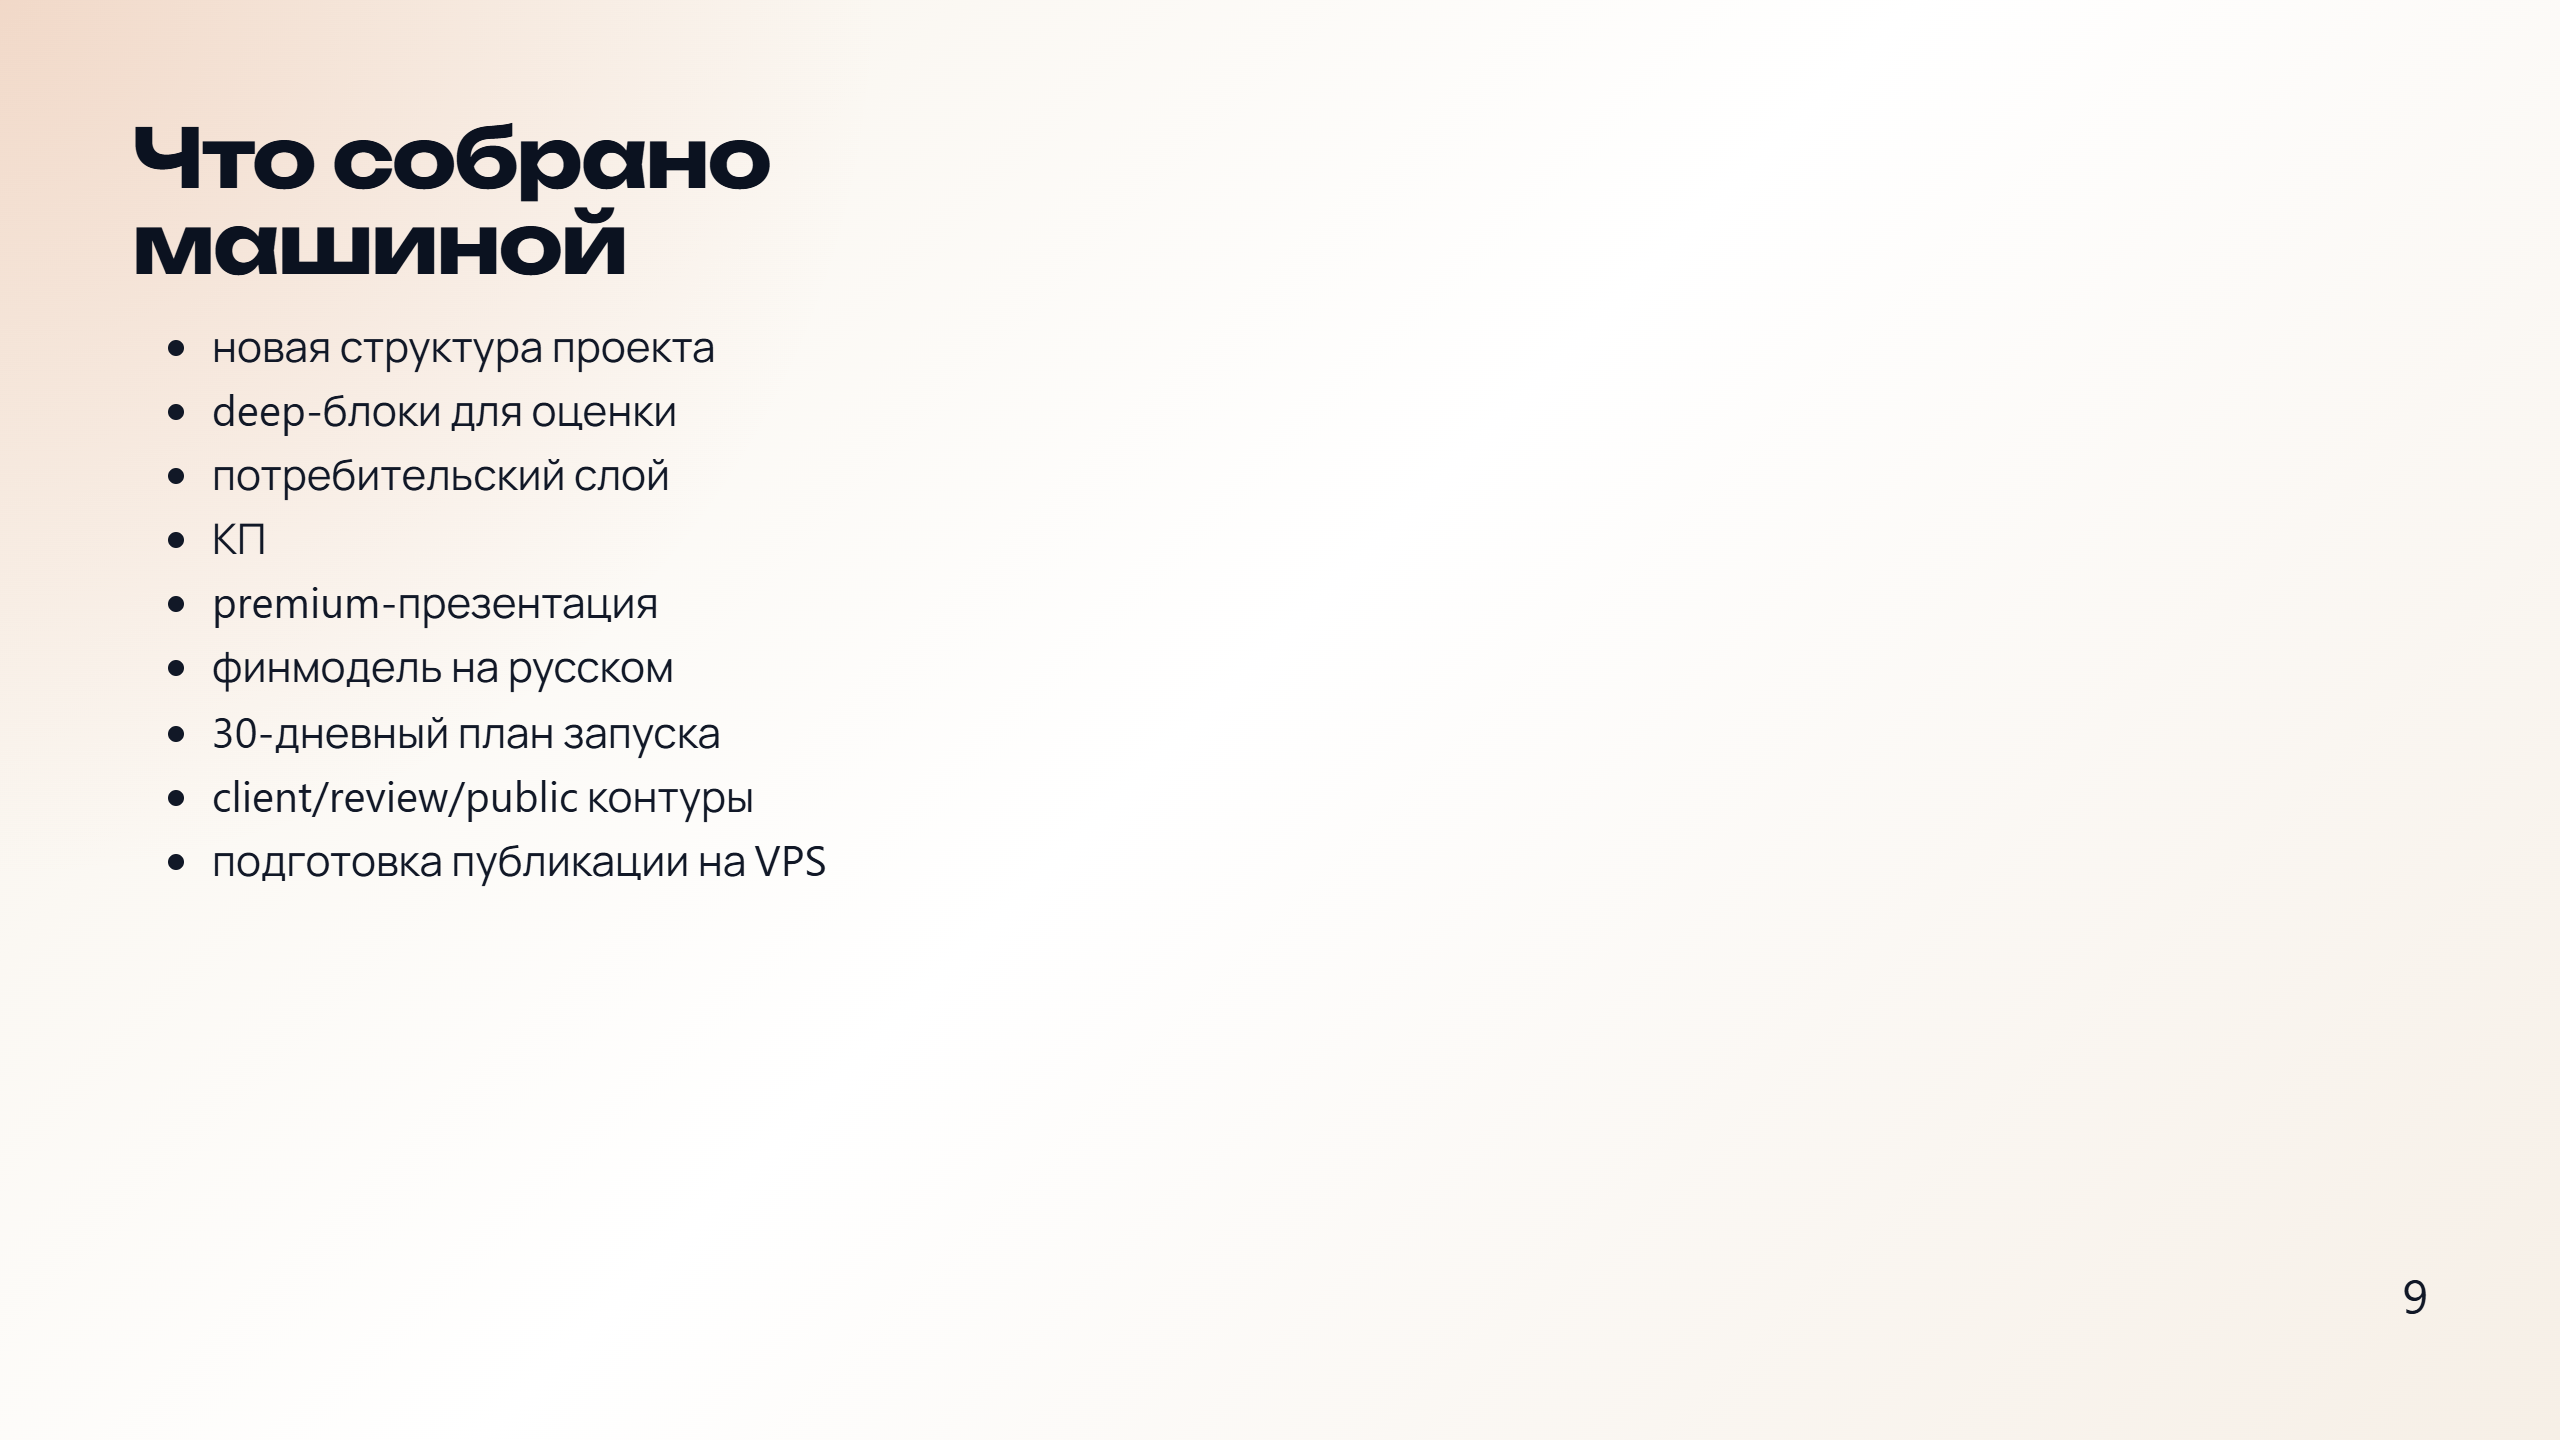 Что собрано
машиной
новая структура проекта
deep-блоки для оценки
потребительский слой
КП
premium-презентация
финмодель на русском
30-дневный план запуска
client/review/public контуры
подготовка публикации на VPS
9